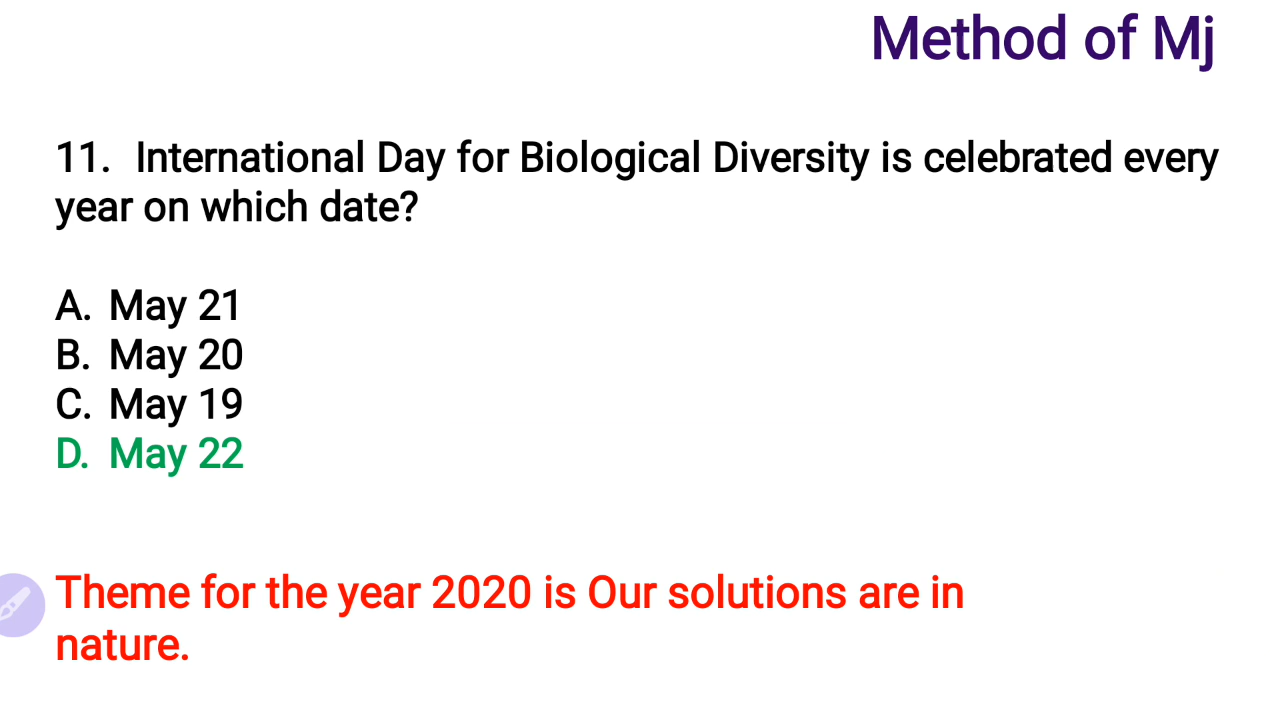 Method of Mj
11. International Day for Biological Diversity is celebrated every
year on which date?
A. May 21
B. May 20
C. May 19
D. May 22
Theme for the year 2020 is Our solutions are in
nature.